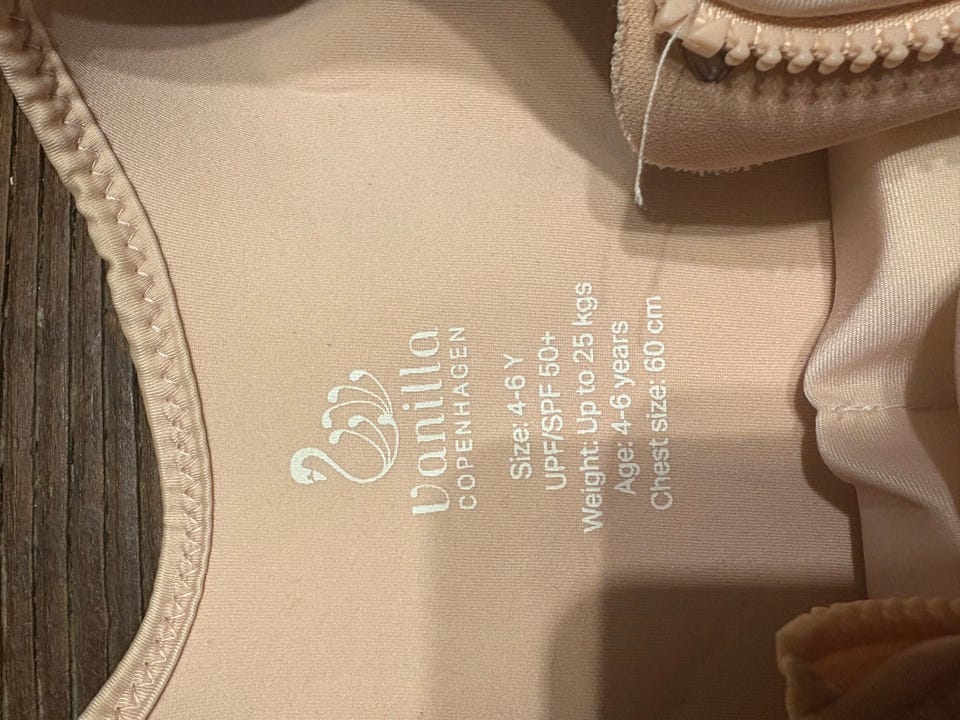 Vanilla
COPENHAGEN
Size: 4-6 Y
UPF/SPF 50+
Weight: Up to 25 kgs
Age: 4-6 years
Chest size: 60 cm